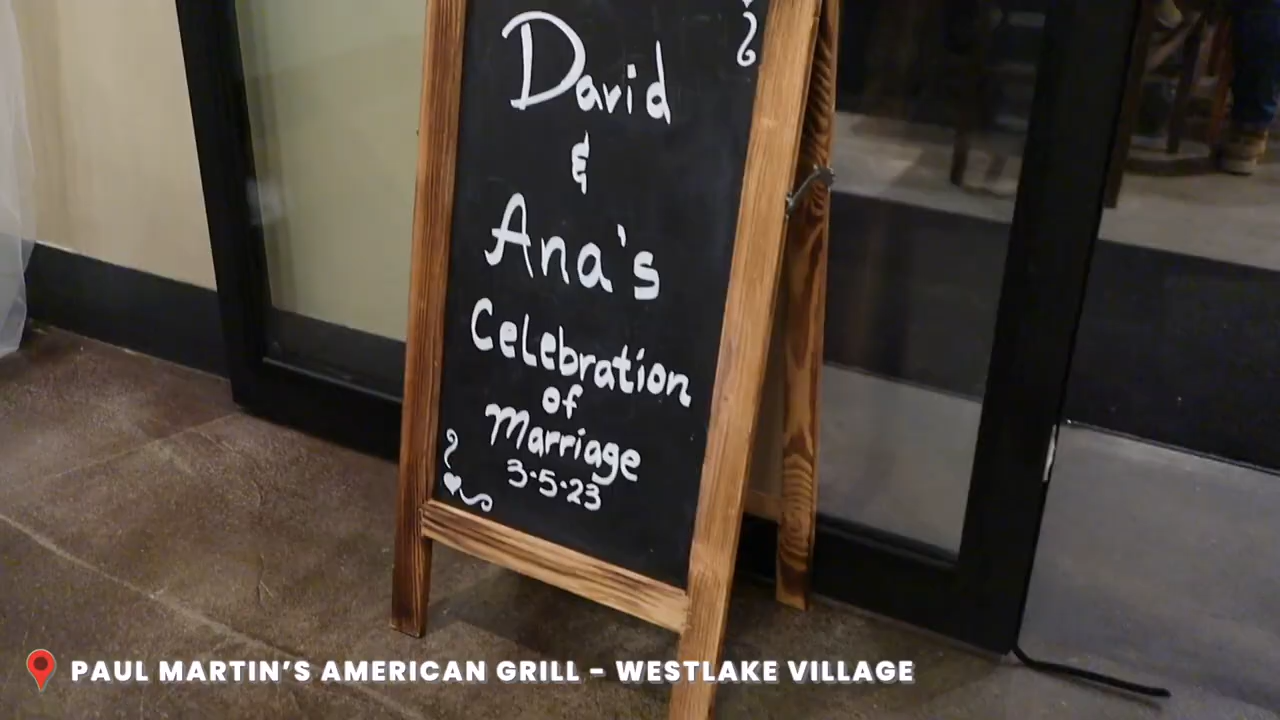 David
&
Ana's
Celebration
of
Marriage
3-5-23
PAUL MARTIN'S AMERICAN GRILL – WESTLAKE VILLAGE